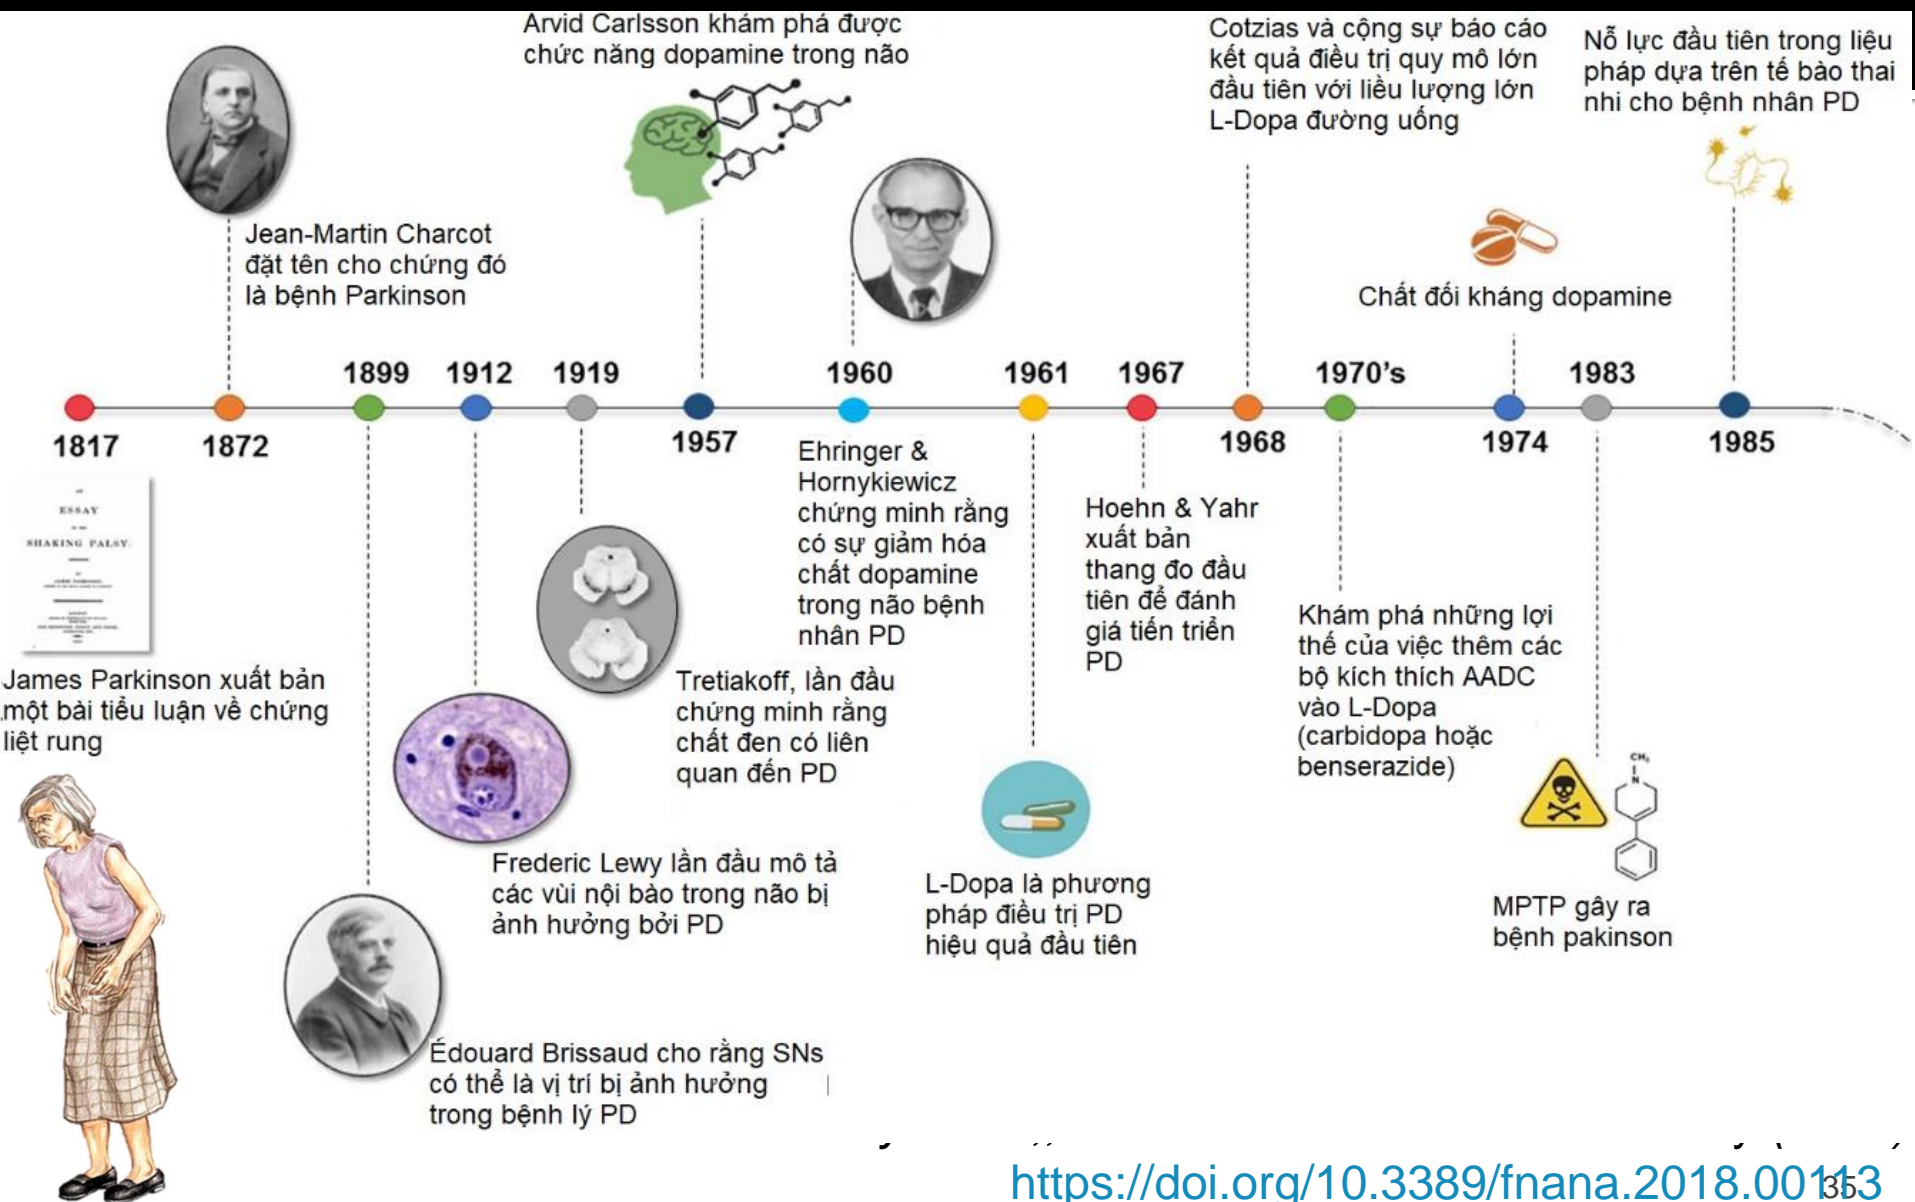 Arvid Carlsson khám phá được
chức năng dopamine trong não
Cotzias và cộng sự báo cáo
kết quả điều trị quy mô lớn
đầu tiên với liều lượng lớn
L-Dopa đường uống
Nỗ lực đầu tiên trong liệu
pháp dựa trên tế bào thai
nhi cho bệnh nhân PD
Jean-Martin Charcot
đặt tên cho chứng đó
là bệnh Parkinson
Chất đối kháng dopamine
1899
1912
1919
1960
1961
1967
1970's
1983
1817
1872
1957
1968
1974
1985
ESSAY
SHAKING PALSY.
James Parkinson xuất bản
một bài tiểu luận về chứng
liệt rung
Ehringer &
Hornykiewicz
chứng minh rằng
có sự giảm hóa
chất dopamine
trong não bệnh
nhân PD
Hoehn & Yahr
xuất bản
thang đo đầu
tiên để đánh
giá tiến triển
PD
Khám phá những lợi
thế của việc thêm các
bộ kích thích AADC
vào L-Dopa
(carbidopa hoặc
benserazide)
Tretiakoff, lần đầu
chứng minh rằng
chất đen có liên
quan đến PD
Frederic Lewy lần đầu mô tả
các vùi nội bào trong não bị
ảnh hưởng bởi PD
L-Dopa là phương
pháp điều trị PD
hiệu quả đầu tiên
CH₃
N
MPTP gây ra
bệnh pakinson
Édouard Brissaud cho rằng SNs
có thể là vị trí bị ảnh hưởng
trong bệnh lý PD
https://doi.org/10.3389/fnana.2018.00113
35